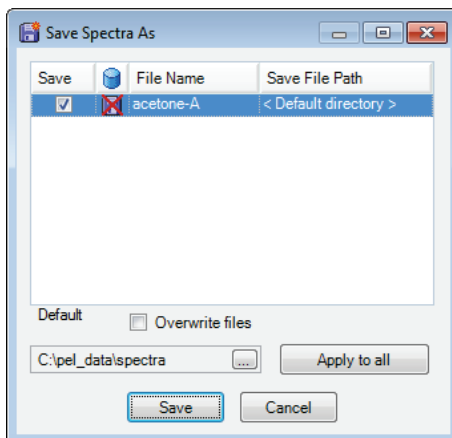 Save Spectra As
Save File Name Save File Path
acetone-A < Default directory >
Default Overwrite files
C:\pel_data\spectra ... Apply to all
Save Cancel